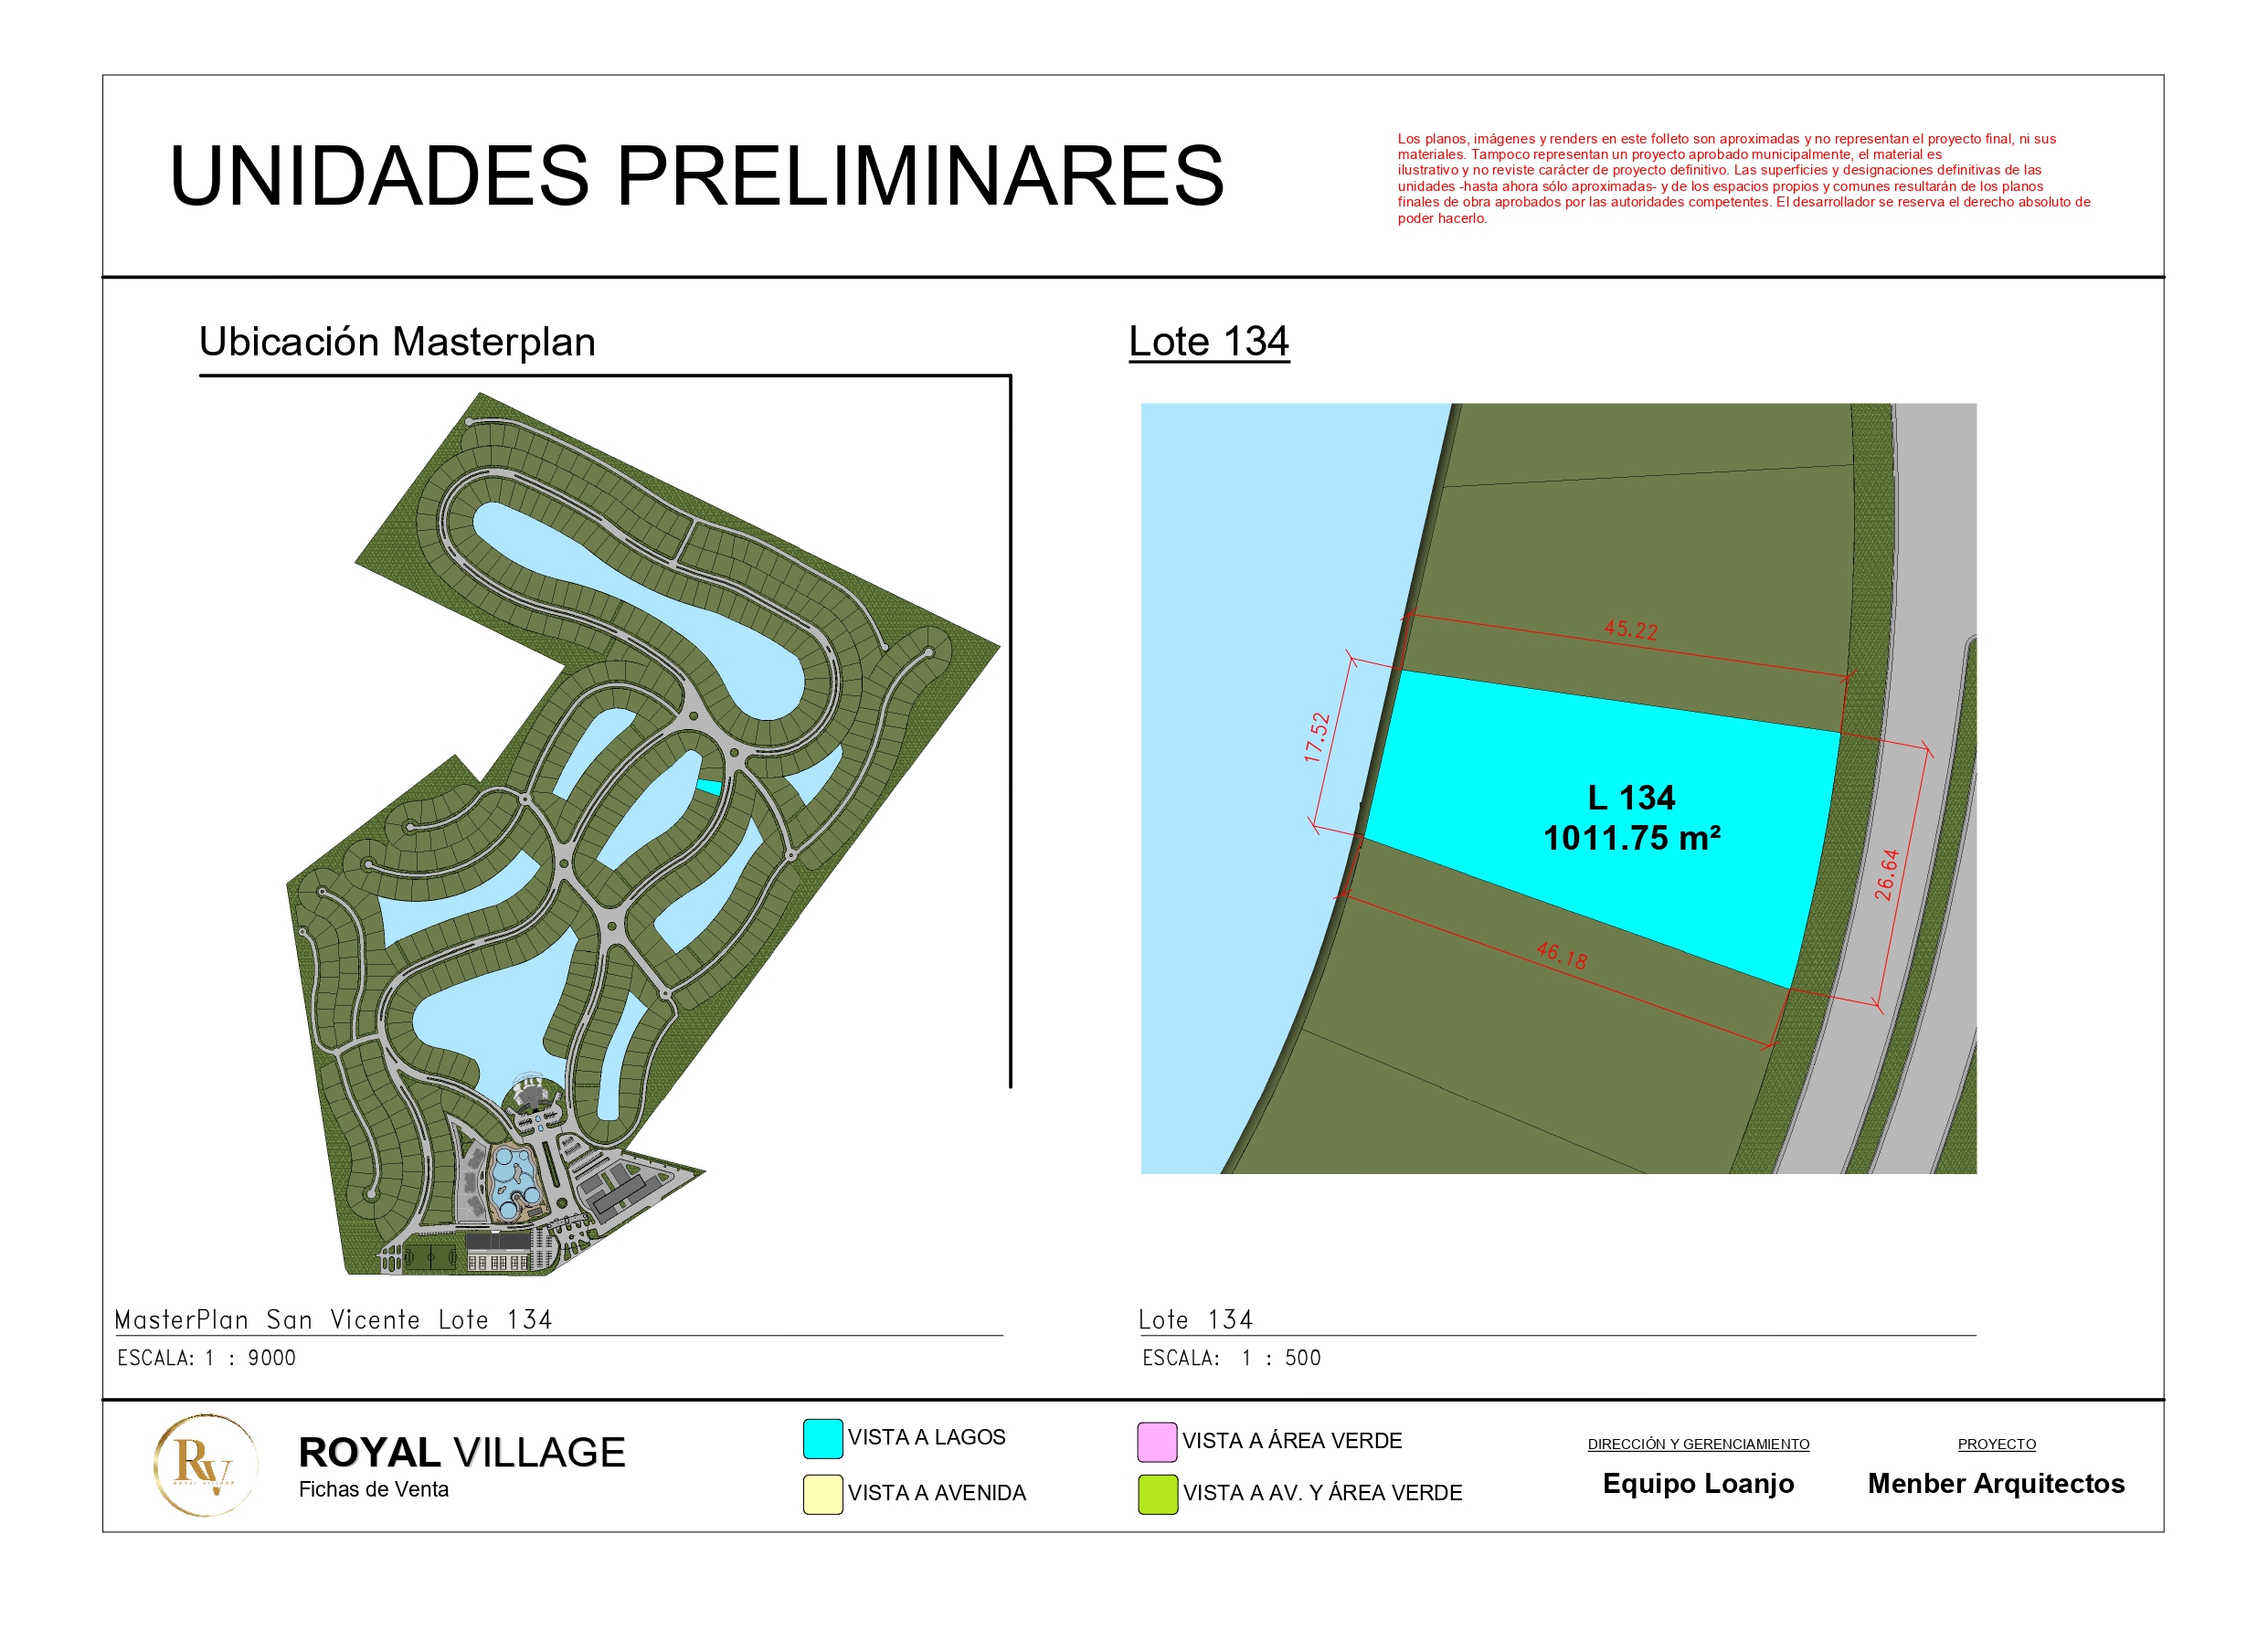 UNIDADES PRELIMINARES
Los planos, imágenes y renders en este folleto son aproximadas y no representan el proyecto final, ni sus
materiales. Tampoco representan un proyecto aprobado municipalmente, el material es
ilustrativo y no reviste carácter de proyecto definitivo. Las superficies y designaciones definitivas de las
unidades -hasta ahora sólo aproximadas- y de los espacios propios y comunes resultarán de los planos
finales de obra aprobados por las autoridades competentes. El desarrollador se reserva el derecho absoluto de
poder hacerlo.
Ubicación Masterplan
Lote 134
45.22
17.52
L 134
1011.75 m²
26.64
46.18
MasterPlan San Vicente Lote 134
ESCALA: 1 : 9000
Lote 134
ESCALA: 1 : 500
RV
ROYAL VILLAGE
ROYAL VILLAGE
Fichas de Venta
VISTA A LAGOS
VISTA A AVENIDA
VISTA A ÁREA VERDE
VISTA A AV. Y ÁREA VERDE
DIRECCIÓN Y GERENCIAMIENTO
Equipo Loanjo
PROYECTO
Menber Arquitectos